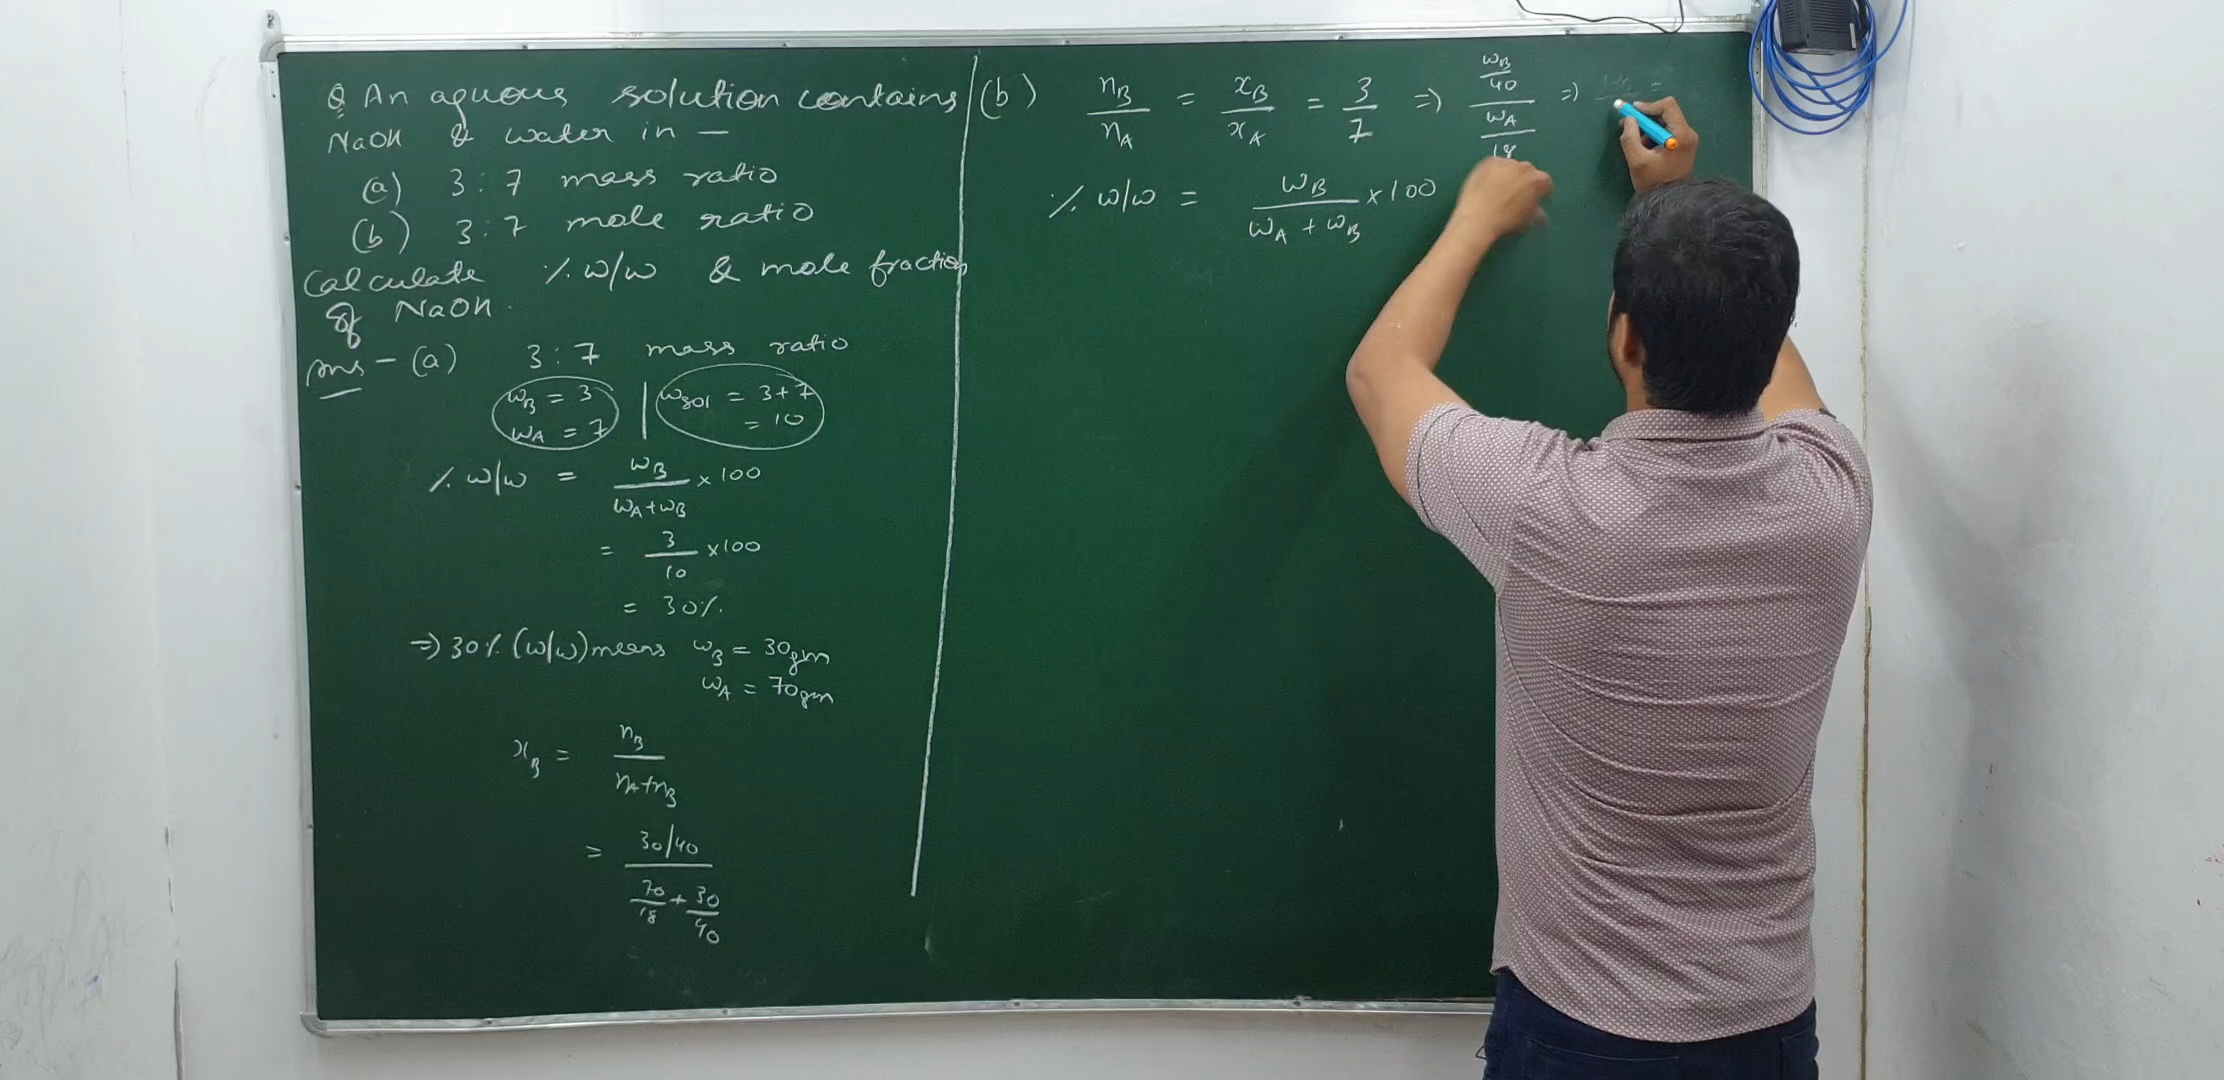 Q An aquous solution contains
NaOH & water in —
(a) 3:7 mass ratio
(b) 3:7 mole ratio
Calculate % w/w & mole fraction
of NaOH.
Ans - (a) 3:7 mass ratio
wB = 3 | wsol = 3+7
wA = 7 = 10
% w/w = wB / (wA+wB) × 100
= 3/10 × 100
= 30%
⇒ 30% (w/w) means wB = 30gm
wA = 70gm
xB = nB / (nA+nB)
= (30/40) / (70/18 + 30/40)
(b) nB/nA = xB/xA = 3/7 ⇒ (wB/40) / (wA/18) ⇒
% w/w = wB / (wA + wB) × 100